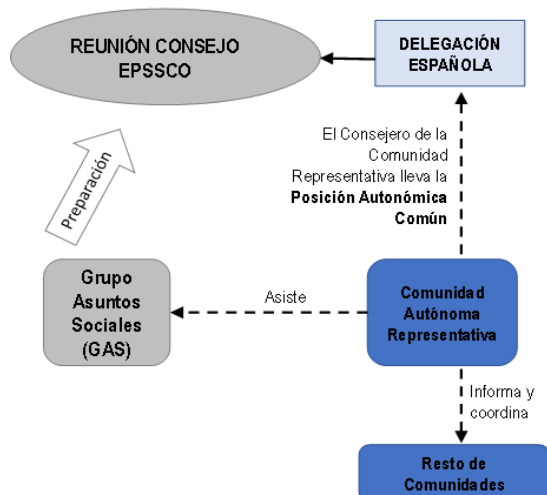 REUNIÓN CONSEJO
EPSSCO
DELEGACIÓN
ESPAÑOLA
El Consejero de la
Comunidad
Representativa lleva la
Posición Autonómica
Común
Preparación
Grupo
Asuntos
Sociales
(GAS)
Asiste
Comunidad
Autónoma
Representativa
Informa y
coordina
Resto de
Comunidades